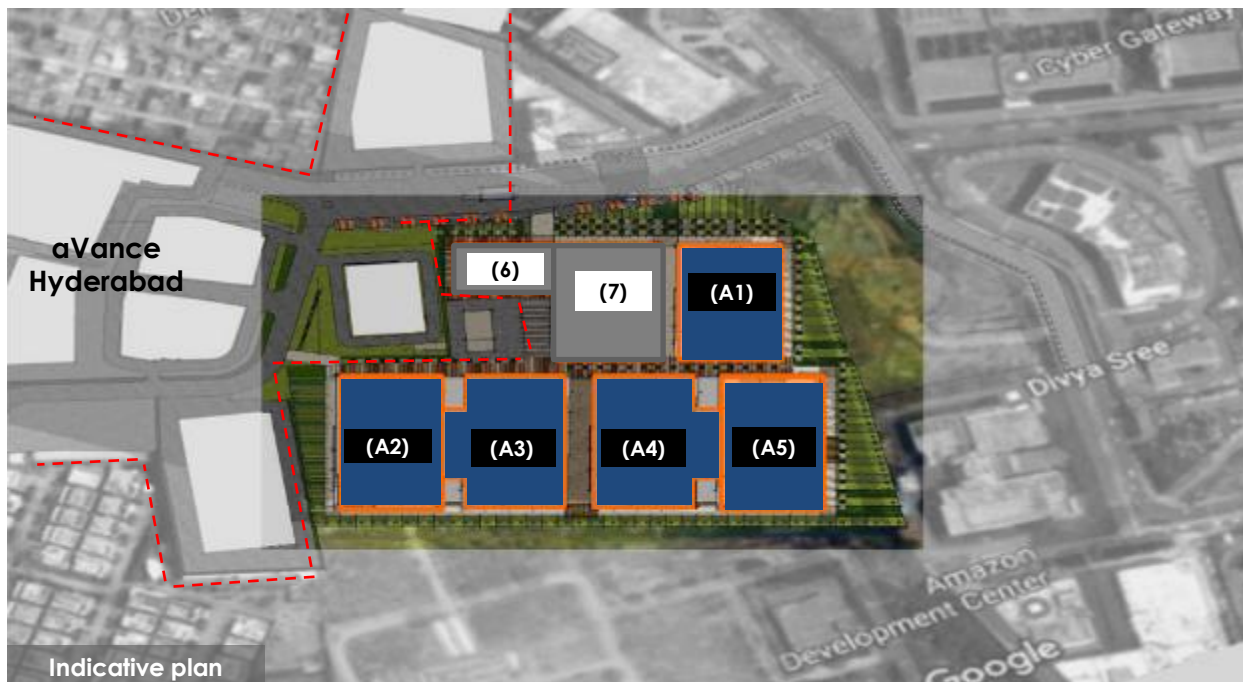 Cyber Gateway
aVance
Hyderabad
(6)
(7)
(A1)
Divya Sree
(A2)
(A3)
(A4)
(A5)
Amazon
Development Center
Google
Indicative plan